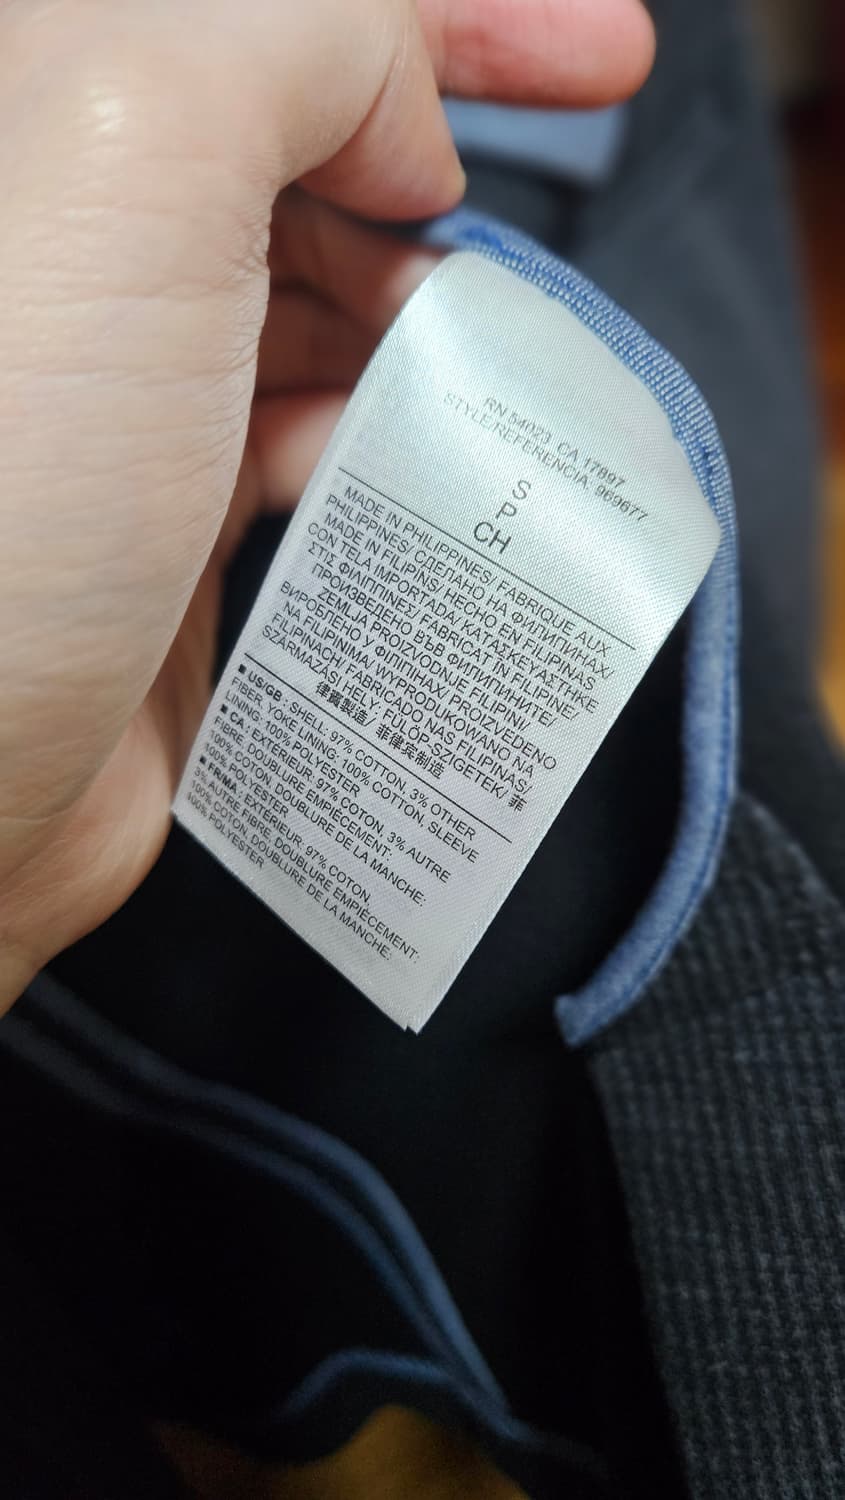 RN 54023 CA 17897
STYLE/REFERENCIA 969677
S
P
CH
MADE IN PHILIPPINES/ FABRIQUE AUX
PHILIPPINES/ СДЕЛАНО НА ФИПИПИНАХ/
MADE IN FILIPINS/ HECHO EN FILIPINAS
CON TELA IMPORTADA/ ΚΑΤΑΣΚΕΥΑΣΤΗΚΕ
ΣΤΙΣ ΦΙΛΙΠΠΙΝΕΣ/ FABRICAT IN FILIPINE/
ПРОИЗВЕДЕНО ВЪВ ФИПИПИНИТЕ/
ZEMLJA PROIZVODNJE FILIPINI/
ВИРОБЛЕНО У ФІПІПІНАХ/ PROIZVEDENO
NA FILIPINIMA/ WYPRODUKOWANO NA
FILIPINACH/ FABRICADO NAS FILIPINAS/
SZÁRMAZÁSI HELY: FÜLÖP-SZIGETEK/ 菲
律賓製造/ 菲律宾制造
■ US/GB : SHELL: 97% COTTON, 3% OTHER
FIBER, YOKE LINING: 100% COTTON, SLEEVE
LINING: 100% POLYESTER
■ CA : EXTÉRIEUR: 97% COTON, 3% AUTRE
FIBRE, DOUBLURE EMPIÈCEMENT:
100% COTON, DOUBLURE DE LA MANCHE:
100% POLYESTER
■ FR/MA : EXTÉRIEUR: 97% COTON,
3% AUTRE FIBRE, DOUBLURE EMPIÈCEMENT:
100% COTON, DOUBLURE DE LA MANCHE:
100% POLYESTER